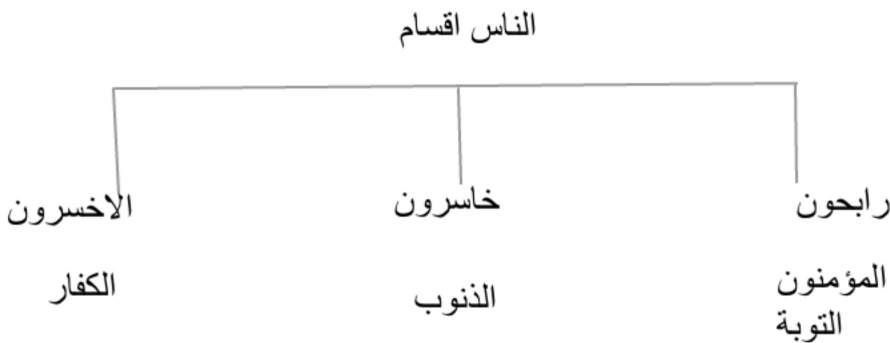 الناس اقسام
رابحون
خاسرون
الاخسرون
المؤمنون
التوبة
الذنوب
الكفار